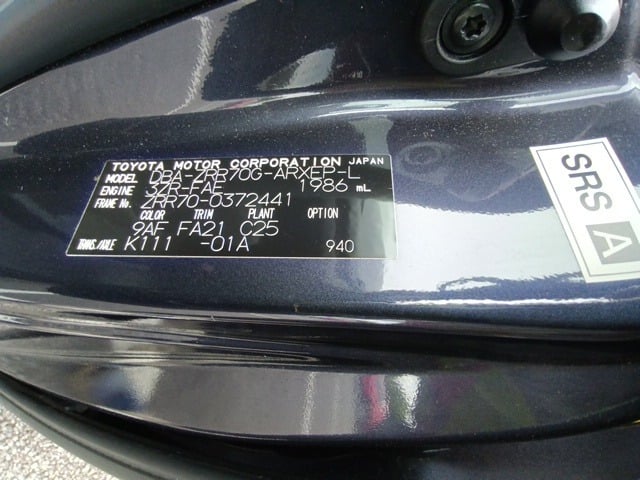 TOYOTA MOTOR CORPORATION JAPAN
MODEL DBA-ZRR70G-ARXEP-L
ENGINE 3ZR-FAE 1986 mL
FRAME No. ZRR70-0372441
COLOR TRIM PLANT OPTION
9AF FA21 C25
TRANS./AXLE K111 -01A 940
SRS A